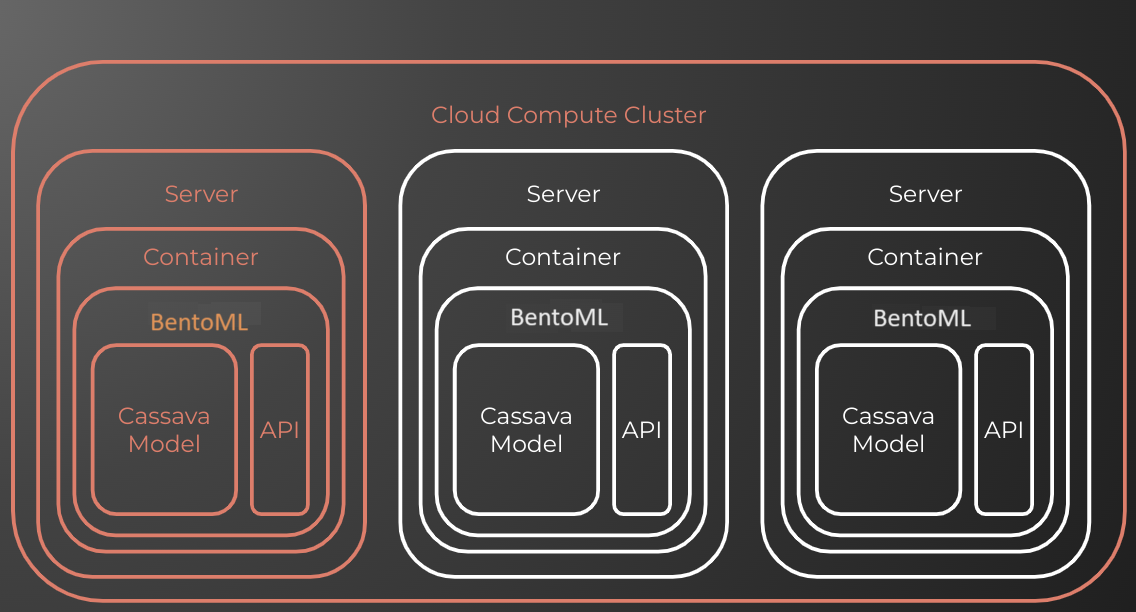 Cloud Compute Cluster
Server
Container
BentoML
Cassava
Model
API
Server
Container
BentoML
Cassava
Model
API
Server
Container
BentoML
Cassava
Model
API